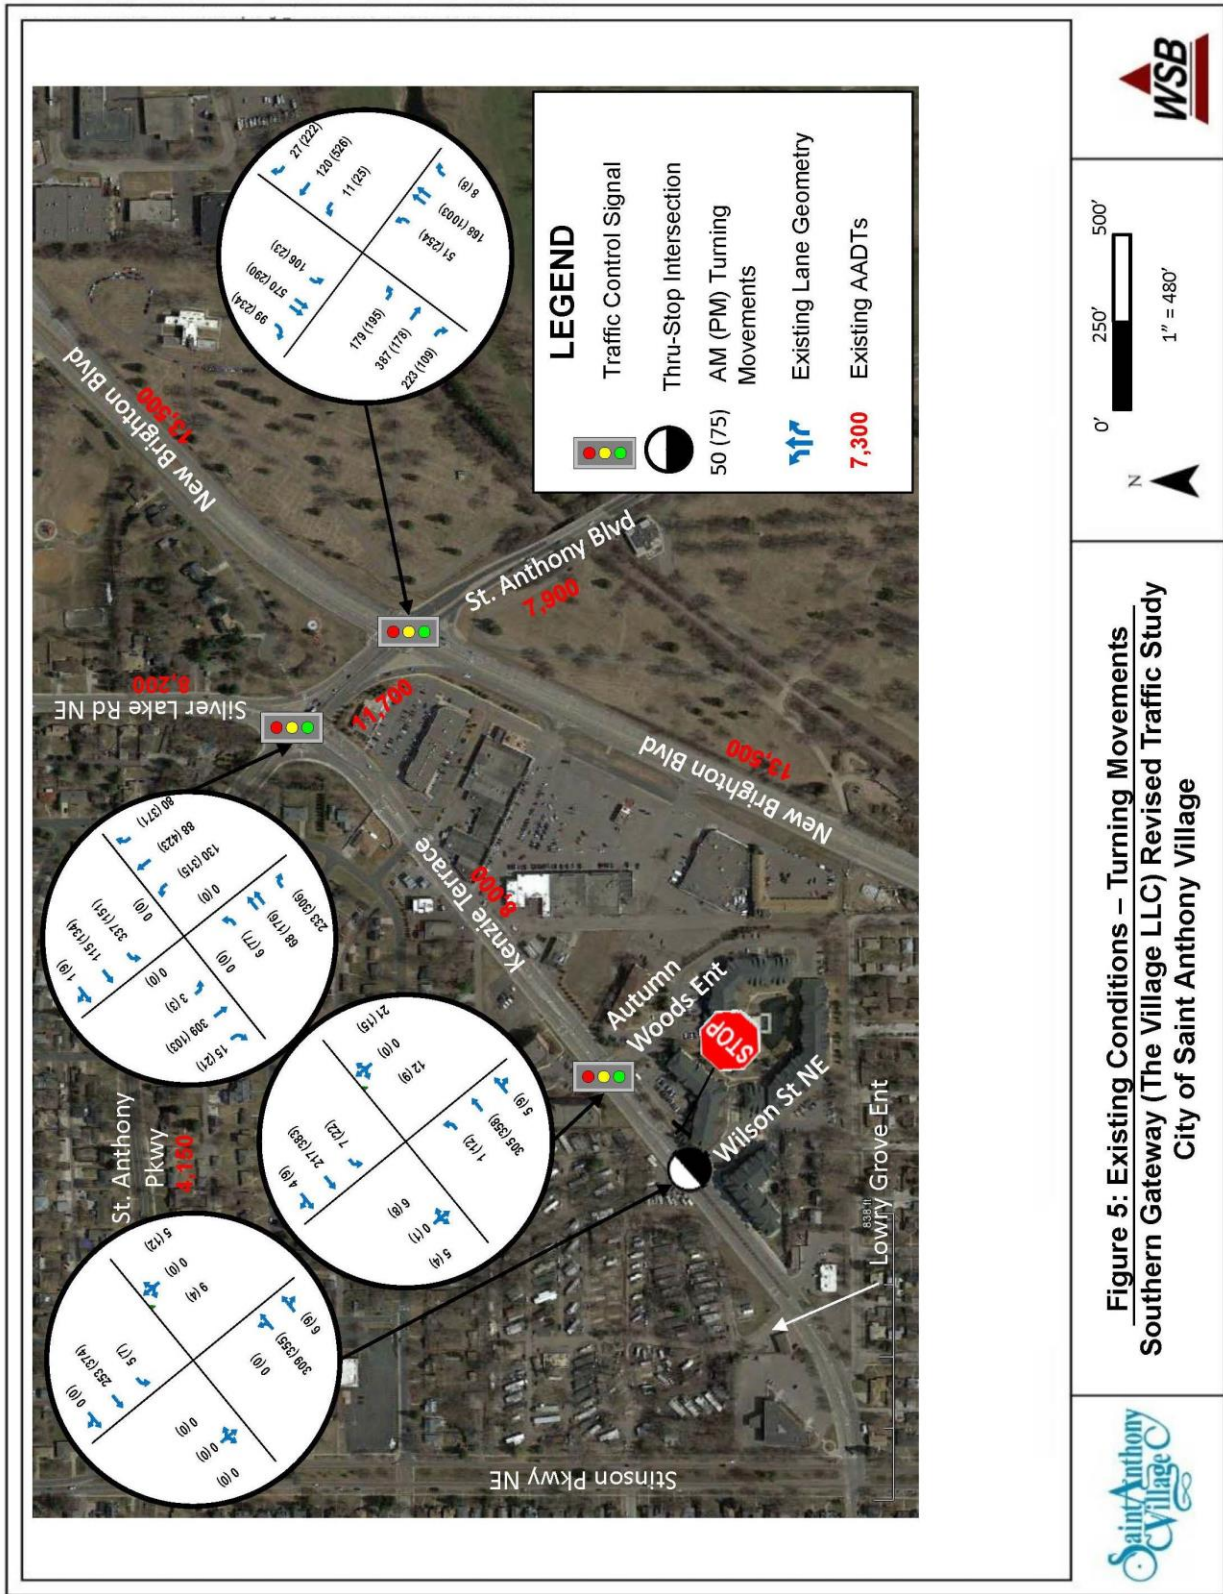 New Brighton Blvd
13,500
Silver Lake Rd NE
11,700
St. Anthony Blvd
7,900
New Brighton Blvd
13,500
Kenzie Terrace
8,000
St. Anthony
Pkwy
4,150
Autumn
Woods Ent
STOP
Wilson St NE
Lowry Grove Ent
838 ft
Stinson Pkwy NE
0 (0)
253 (374)
5 (7)
5 (12)
0 (0)
9 (4)
0 (0)
0 (0)
0 (0)
0 (0)
309 (355)
6 (9)
4 (9)
217 (383)
7 (22)
21 (15)
0 (0)
12 (9)
6 (8)
0 (1)
5 (4)
1 (12)
305 (358)
5 (9)
1 (9)
115 (134)
337 (151)
0 (0)
80 (371)
88 (423)
130 (315)
0 (0)
0 (0)
3 (3)
309 (103)
15 (21)
0 (0)
6 (77)
68 (176)
233 (306)
99 (234)
570 (290)
106 (23)
27 (222)
120 (526)
11 (25)
179 (195)
387 (178)
223 (109)
51 (254)
168 (1003)
8 (8)
LEGEND
Traffic Control Signal
Thru-Stop Intersection
50 (75) AM (PM) Turning
Movements
Existing Lane Geometry
7,300 Existing AADTs
Saint Anthony
Village
Figure 5: Existing Conditions – Turning Movements
Southern Gateway (The Village LLC) Revised Traffic Study
City of Saint Anthony Village
N
0' 250' 500'
1" = 480'
WSB